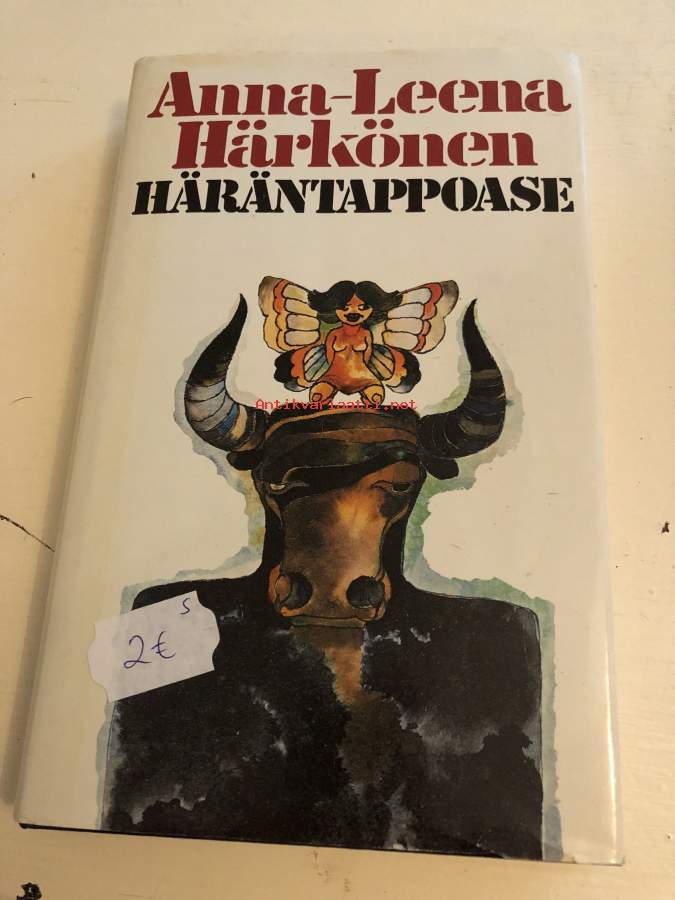 Anna-Leena
Härkönen
HÄRÄNTAPPOASE
Antikvariaatti.net
s
2€